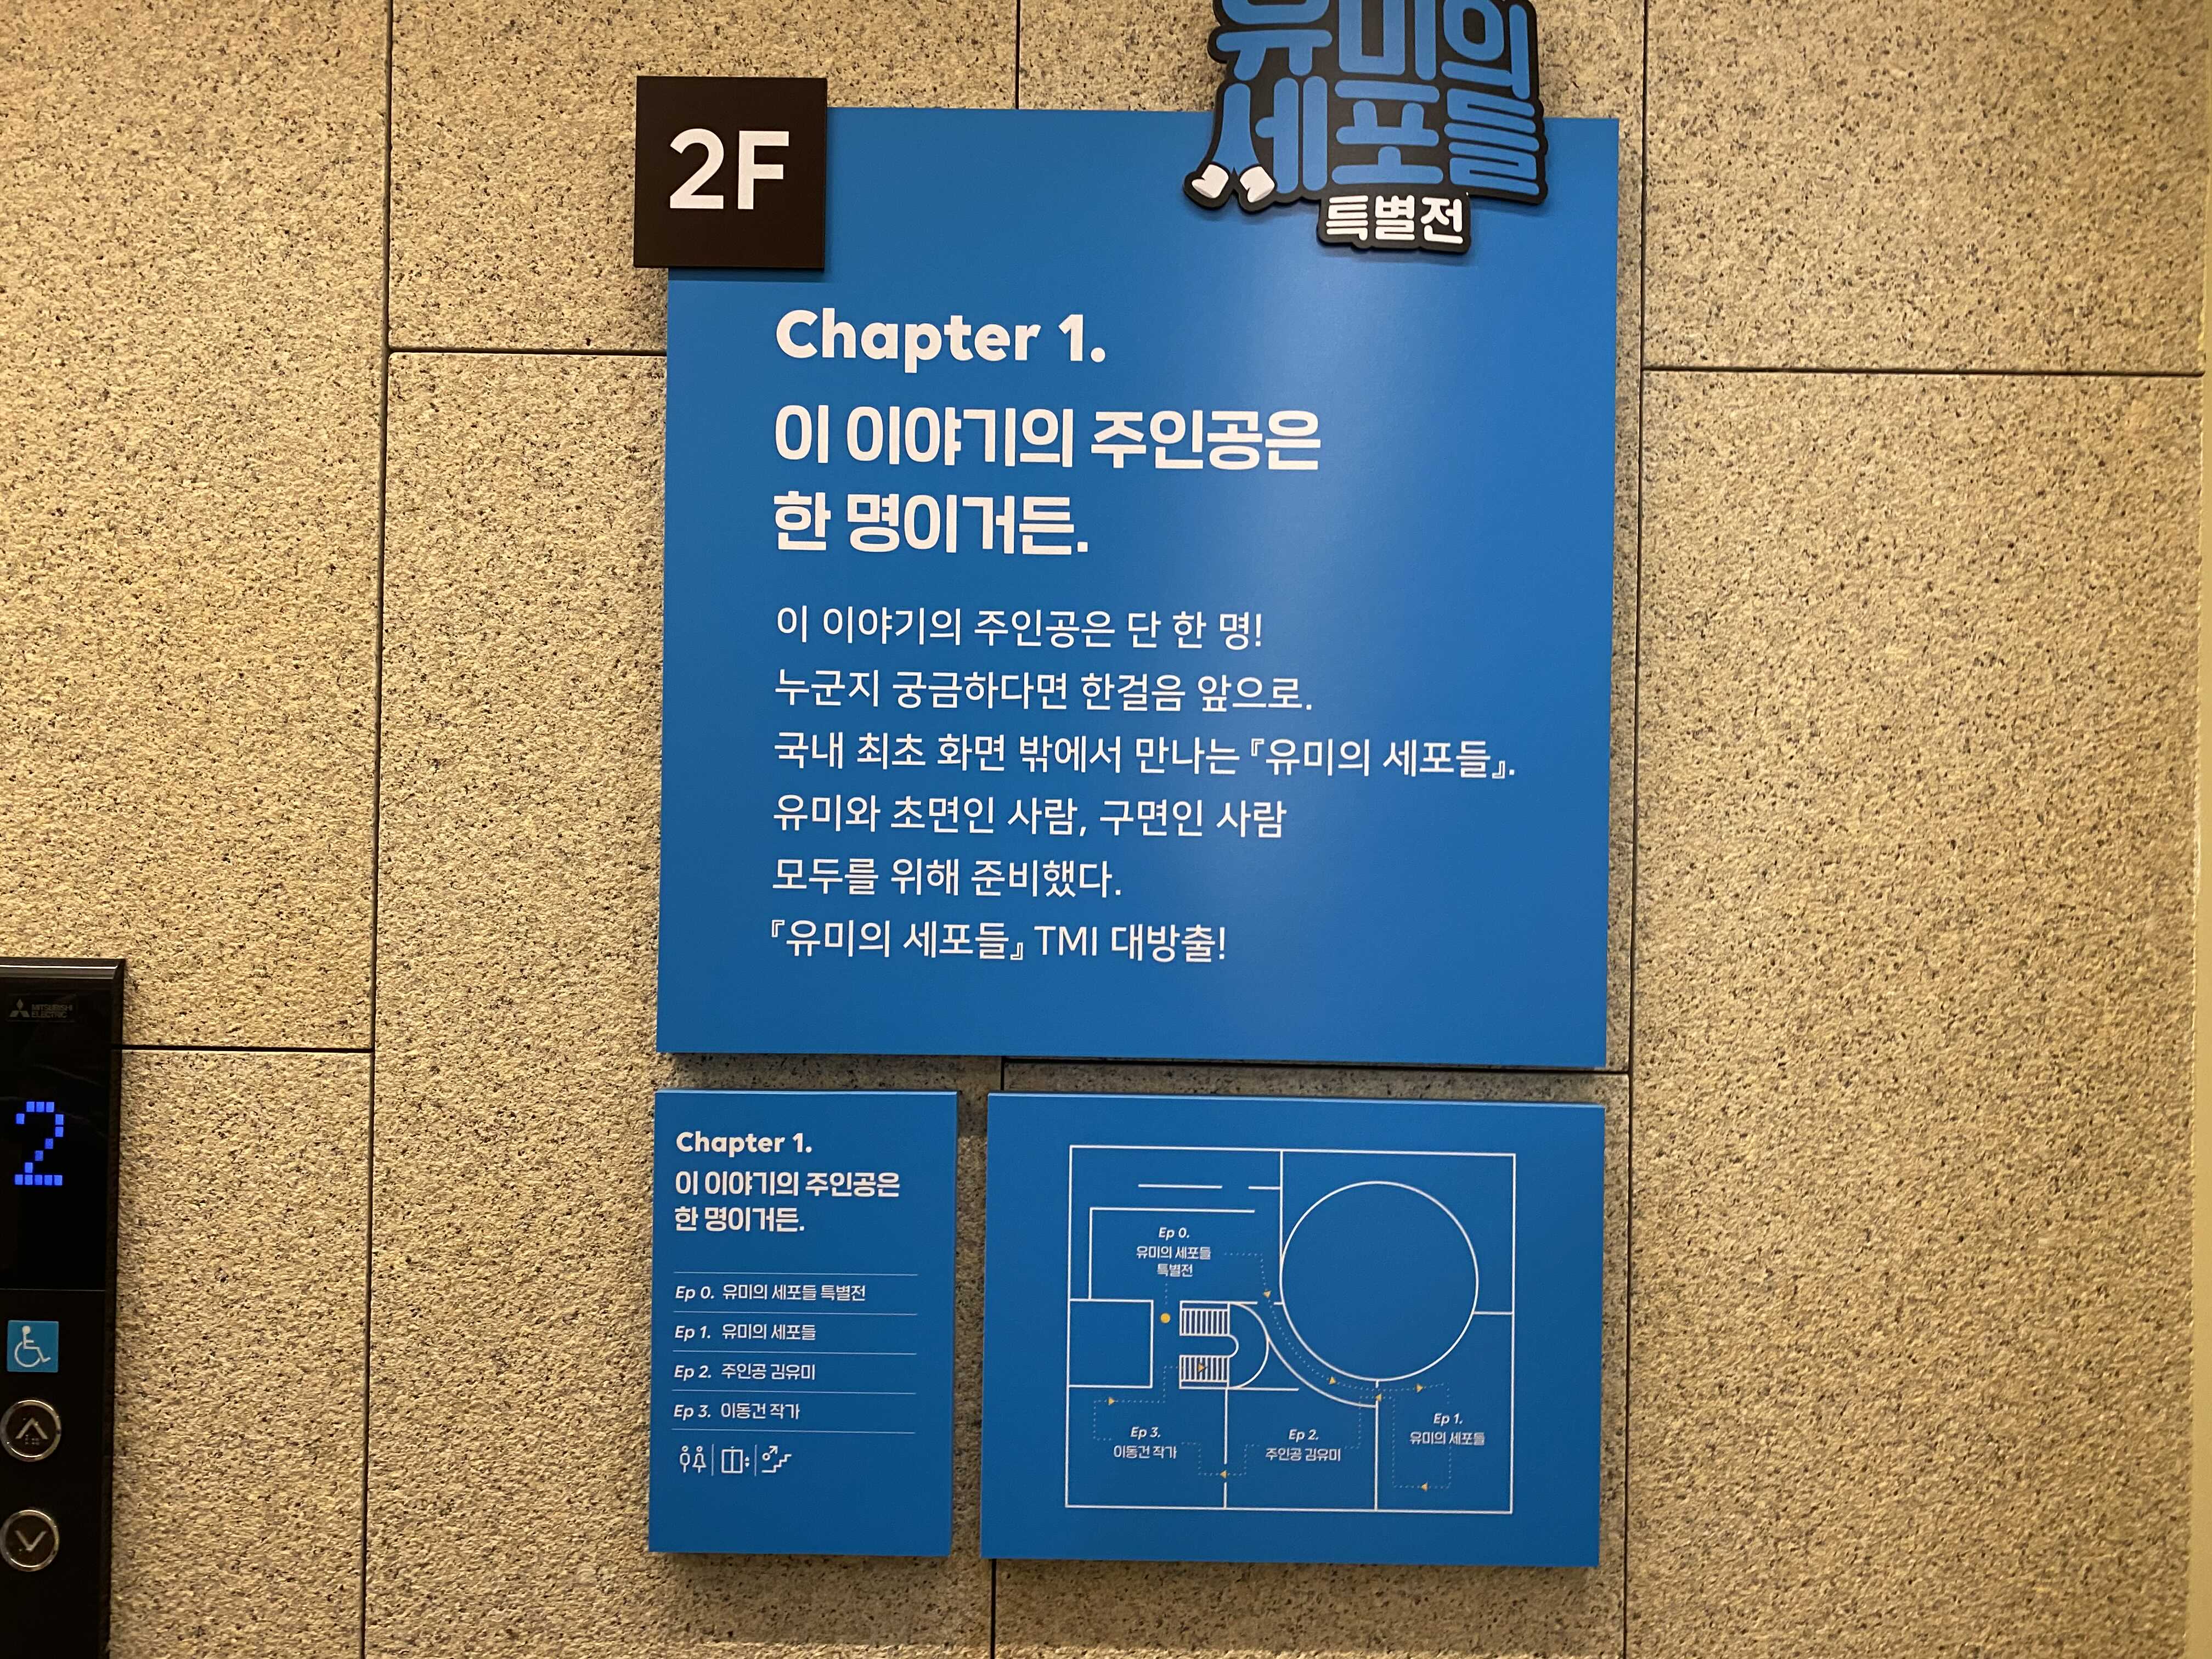 유미의
세포들
특별전
2F
Chapter 1.
이 이야기의 주인공은
한 명이거든.
이 이야기의 주인공은 단 한 명!
누군지 궁금하다면 한걸음 앞으로.
국내 최초 화면 밖에서 만나는 『유미의 세포들』.
유미와 초면인 사람, 구면인 사람
모두를 위해 준비했다.
『유미의 세포들』 TMI 대방출!
MITSUBISHI
ELECTRIC
2
Chapter 1.
이 이야기의 주인공은
한 명이거든.
Ep 0. 유미의 세포들 특별전
Ep 1. 유미의 세포들
Ep 2. 주인공 김유미
Ep 3. 이동건 작가
Ep 0.
유미의 세포들
특별전
Ep 3.
이동건 작가
Ep 2.
주인공 김유미
Ep 1.
유미의 세포들